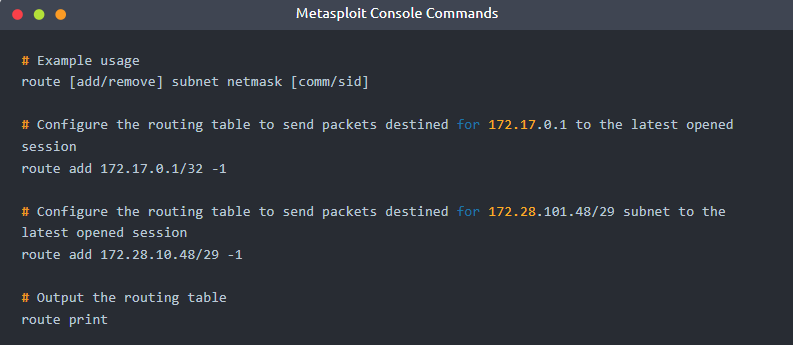 Metasploit Console Commands
# Example usage
route [add/remove] subnet netmask [comm/sid]
# Configure the routing table to send packets destined for 172.17.0.1 to the latest opened
session
route add 172.17.0.1/32 -1
# Configure the routing table to send packets destined for 172.28.101.48/29 subnet to the
latest opened session
route add 172.28.10.48/29 -1
# Output the routing table
route print